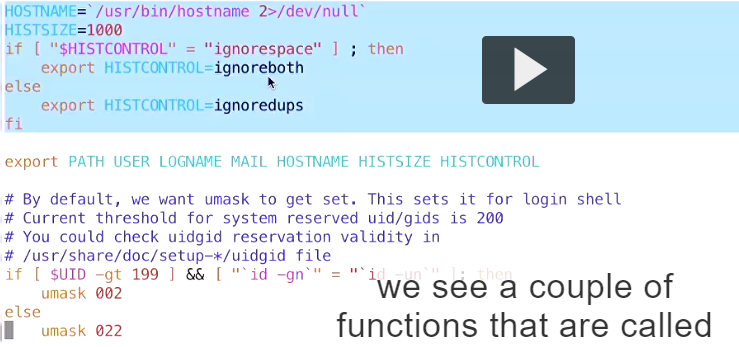 HOSTNAME=`/usr/bin/hostname 2>/dev/null`
HISTSIZE=1000
if [ "$HISTCONTROL" = "ignorespace" ] ; then
    export HISTCONTROL=ignoreboth
else
    export HISTCONTROL=ignoredups
fi
export PATH USER LOGNAME MAIL HOSTNAME HISTSIZE HISTCONTROL
# By default, we want umask to get set. This sets it for login shell
# Current threshold for system reserved uid/gids is 200
# You could check uidgid reservation validity in
# /usr/share/doc/setup-*/uidgid file
if [ $UID -gt 199 ] && [ "`id -gn`" = "`id -un`" ]; then
    umask 002
else
    umask 022
we see a couple of
functions that are called